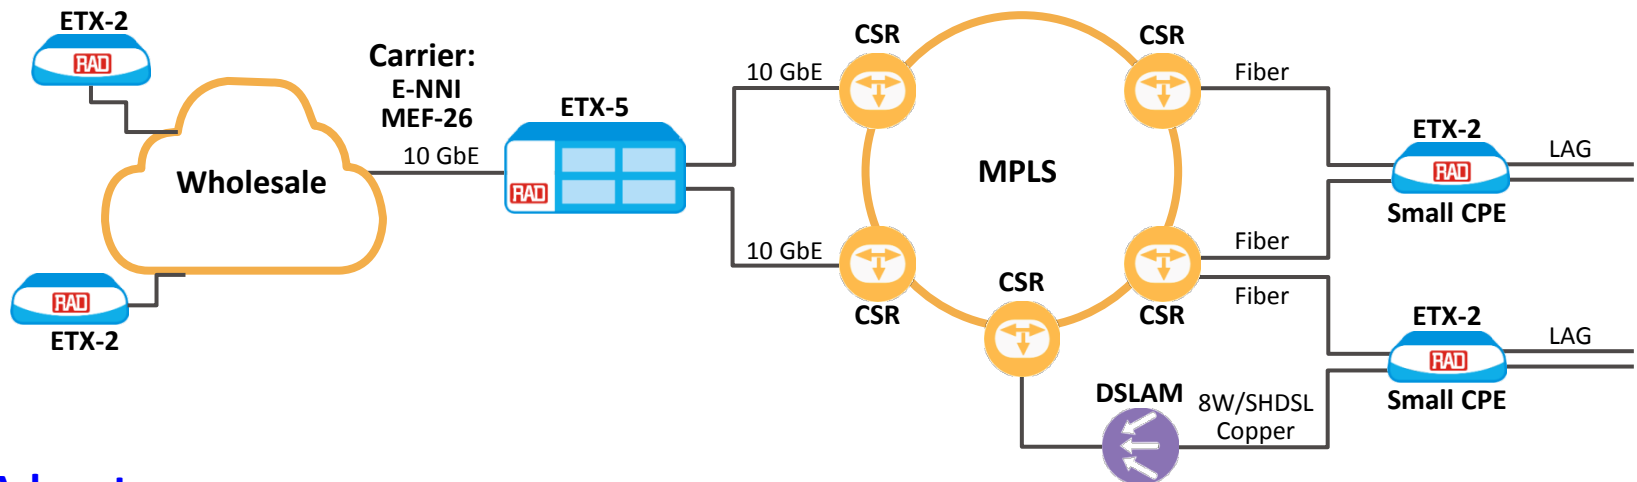 ETX-2
RAD
Wholesale
RAD
ETX-2
Carrier:
E-NNI
MEF-26
10 GbE
ETX-5
RAD
10 GbE
10 GbE
CSR
CSR
MPLS
CSR
CSR
CSR
Fiber
Fiber
Fiber
ETX-2
RAD
Small CPE
LAG
ETX-2
RAD
Small CPE
LAG
DSLAM
8W/SHDSL
Copper